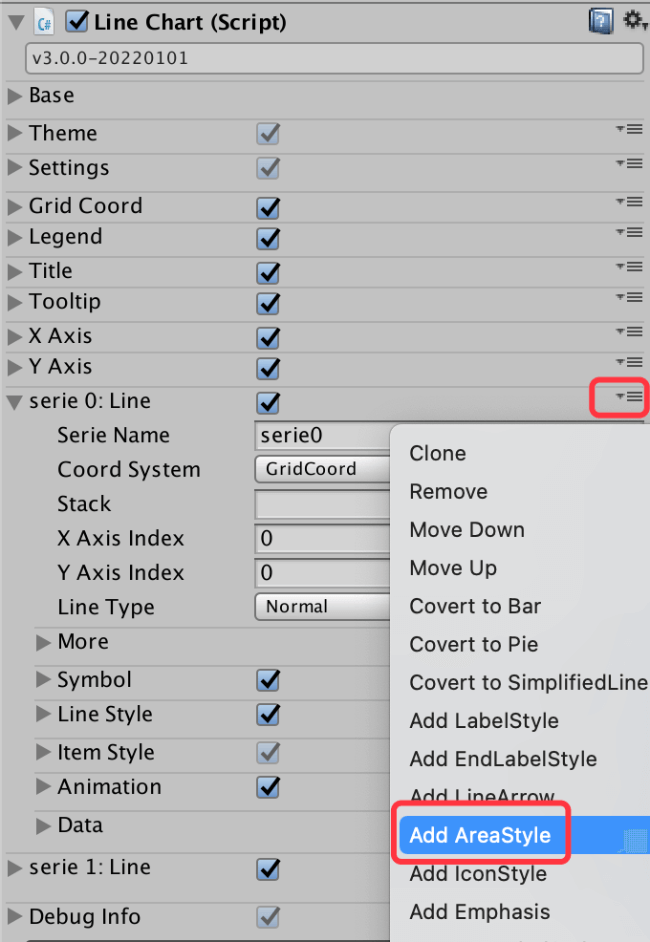 C#
Line Chart (Script)
v3.0.0-20220101
Base
Theme
Settings
Grid Coord
Legend
Title
Tooltip
X Axis
Y Axis
serie 0: Line
Serie Name
serie0
Coord System
GridCoord
Stack
X Axis Index
0
Y Axis Index
0
Line Type
Normal
More
Symbol
Line Style
Item Style
Animation
Data
serie 1: Line
Debug Info
Clone
Remove
Move Down
Move Up
Covert to Bar
Covert to Pie
Covert to SimplifiedLine
Add LabelStyle
Add EndLabelStyle
Add LineArrow
Add AreaStyle
Add IconStyle
Add Emphasis